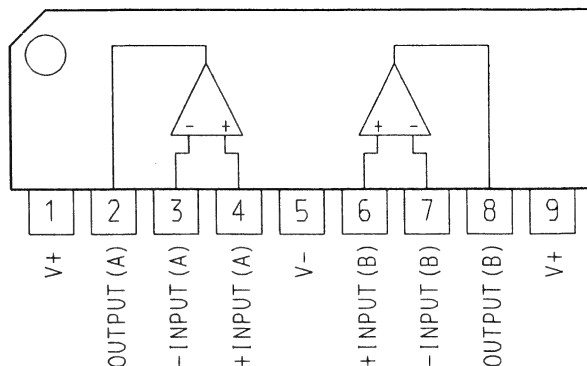 - + + -
1 2 3 4 5 6 7 8 9
V+
OUTPUT (A)
-INPUT (A)
+INPUT (A)
V-
+INPUT (B)
-INPUT (B)
OUTPUT (B)
V+